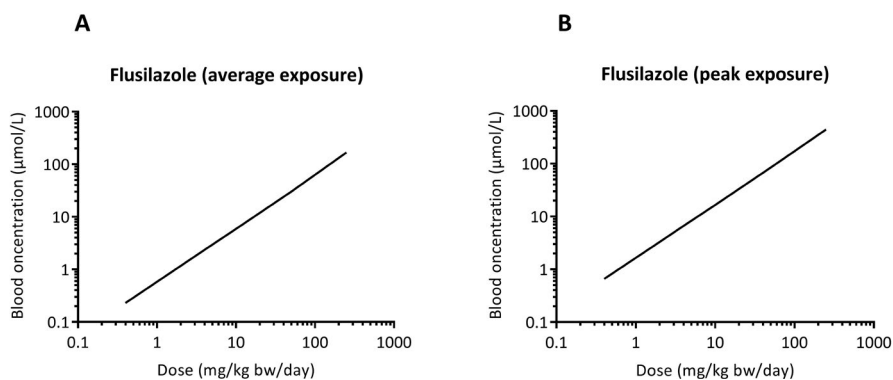 A
Flusilazole (average exposure)
Blood oncentration (μmol/L)
1000
100
10
1
0.1
0.1 1 10 100 1000
Dose (mg/kg bw/day)
B
Flusilazole (peak exposure)
Blood oncentration (μmol/L)
1000
100
10
1
0.1
0.1 1 10 100 1000
Dose (mg/kg bw/day)